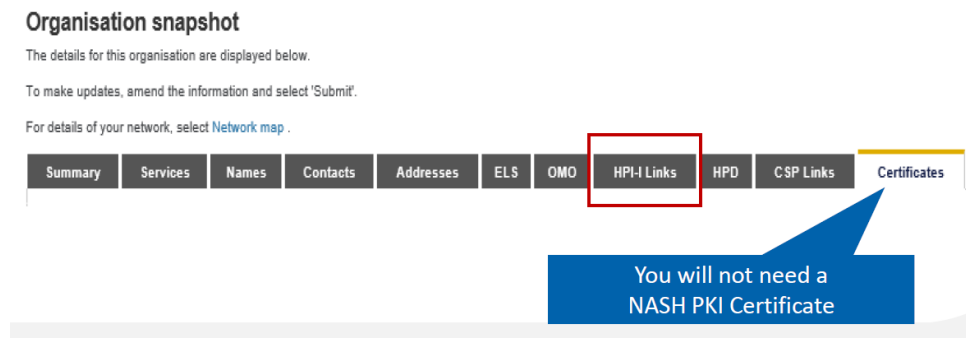 Organisation snapshot
The details for this organisation are displayed below.
To make updates, amend the information and select 'Submit'.
For details of your network, select Network map .
Summary Services Names Contacts Addresses ELS OMO HPI-I Links HPD CSP Links Certificates
You will not need a
NASH PKI Certificate